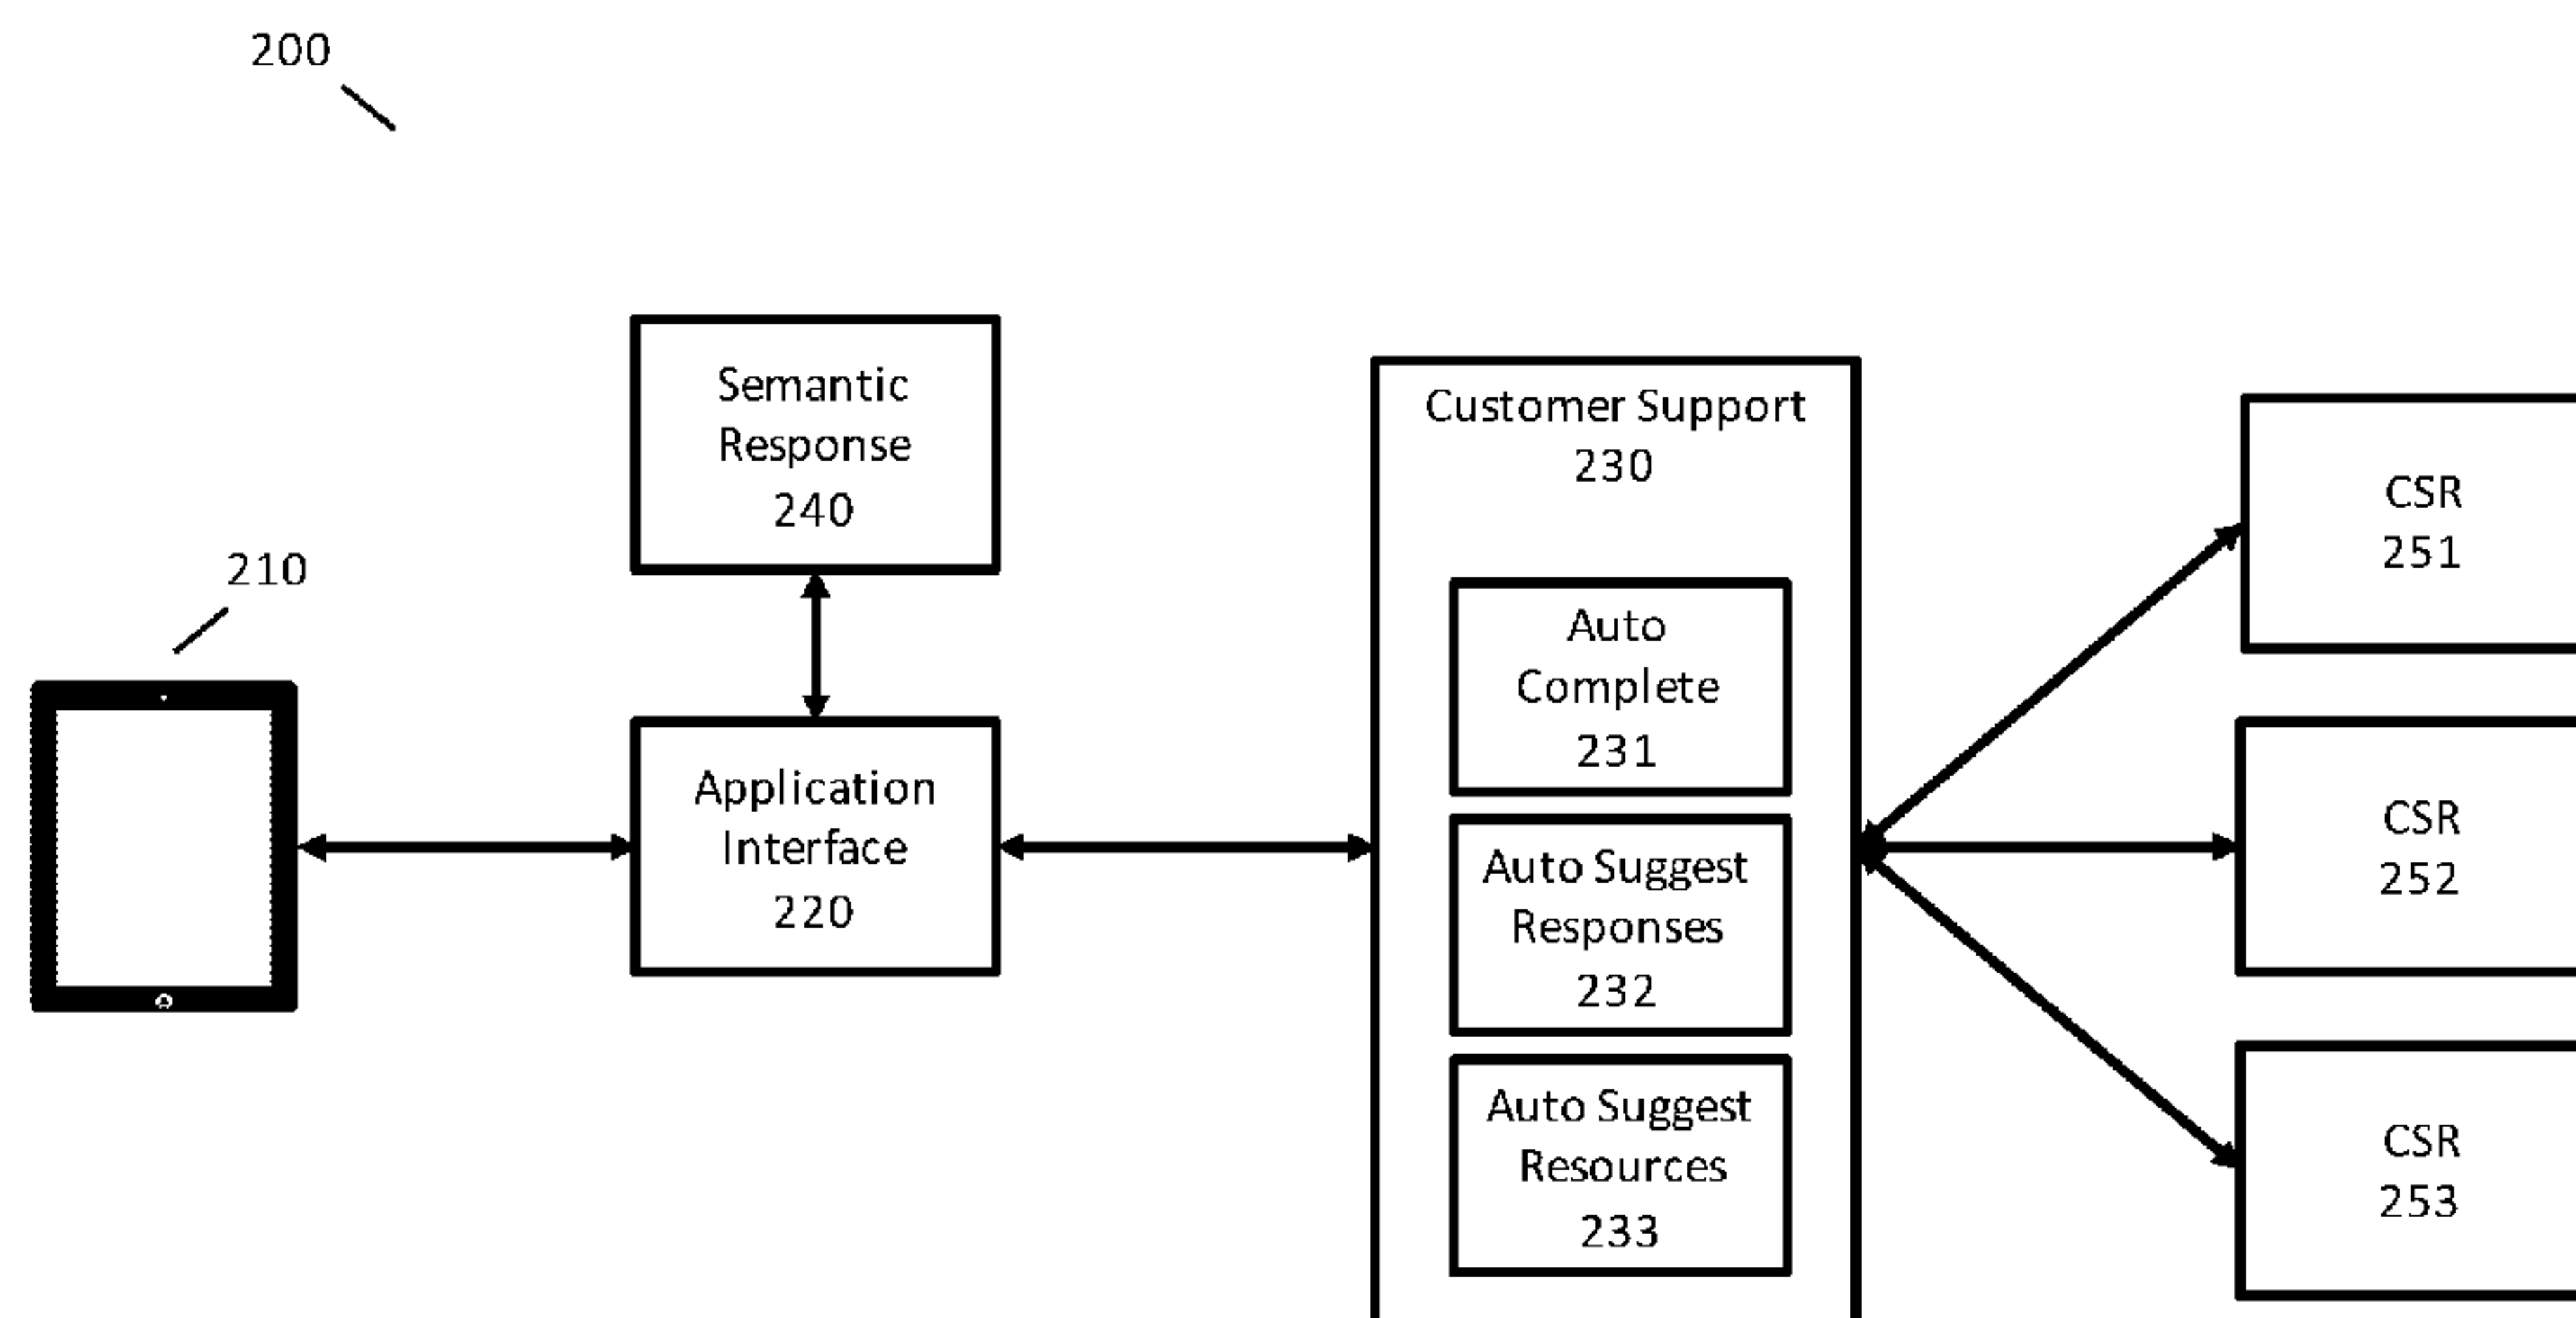 200
210
Semantic
Response
240
Application
Interface
220
Customer Support
230
Auto
Complete
231
Auto Suggest
Responses
232
Auto Suggest
Resources
233
CSR
251
CSR
252
CSR
253